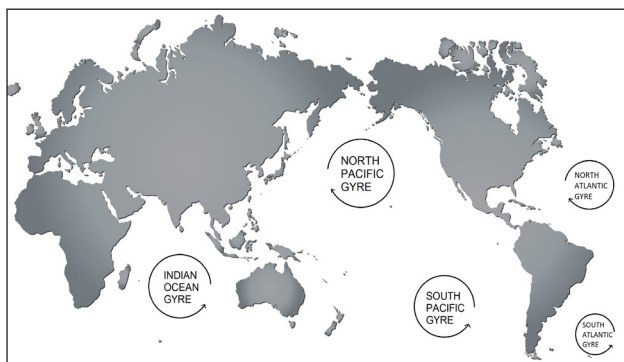 NORTH
PACIFIC
GYRE
NORTH
ATLANTIC
GYRE
INDIAN
OCEAN
GYRE
SOUTH
PACIFIC
GYRE
SOUTH
ATLANTIC
GYRE